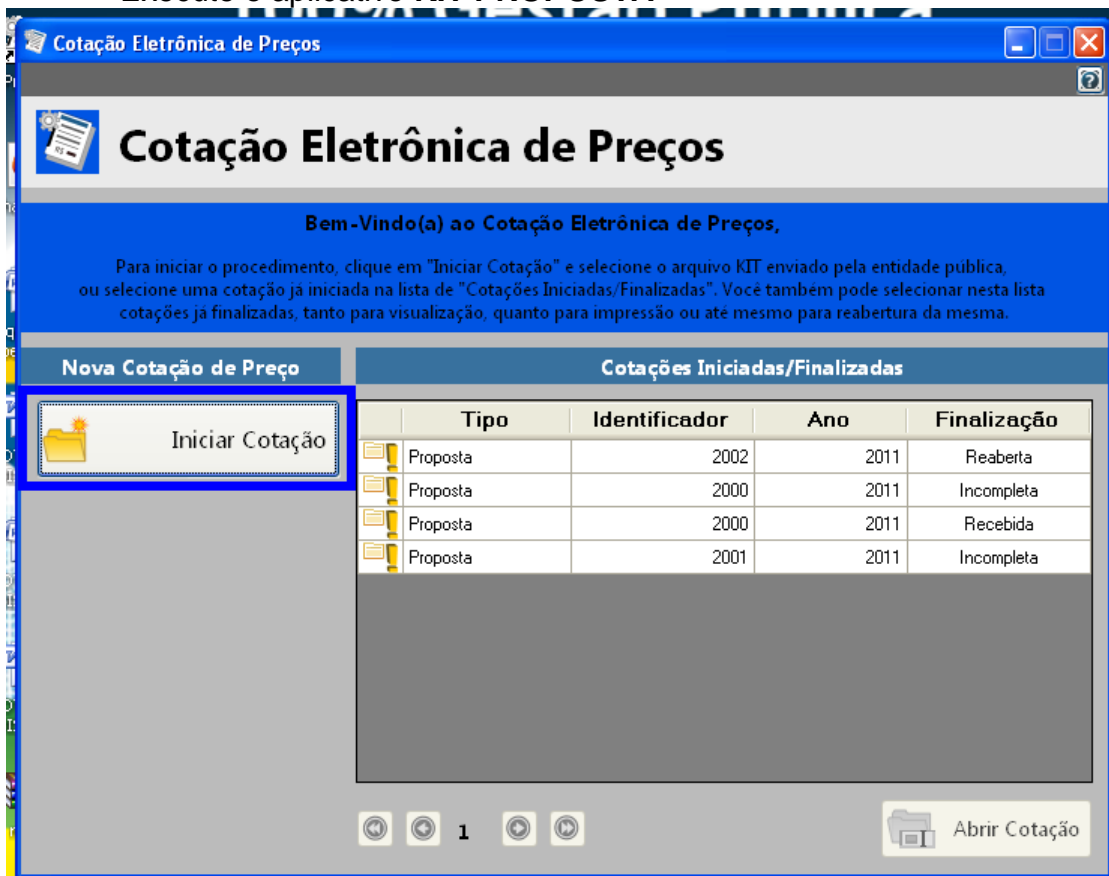 Execute o aplicativo KIT PROPOSTA
Cotação Eletrônica de Preços
Cotação Eletrônica de Preços
Bem-Vindo(a) ao Cotação Eletrônica de Preços,
Para iniciar o procedimento, clique em "Iniciar Cotação" e selecione o arquivo KIT enviado pela entidade pública,
ou selecione uma cotação já iniciada na lista de "Cotações Iniciadas/Finalizadas". Você também pode selecionar nesta lista
cotações já finalizadas, tanto para visualização, quanto para impressão ou até mesmo para reabertura da mesma.
Nova Cotação de Preço
Cotações Iniciadas/Finalizadas
Iniciar Cotação
Tipo Identificador Ano Finalização
Proposta 2002 2011 Reaberta
Proposta 2000 2011 Incompleta
Proposta 2000 2011 Recebida
Proposta 2001 2011 Incompleta
1
Abrir Cotação